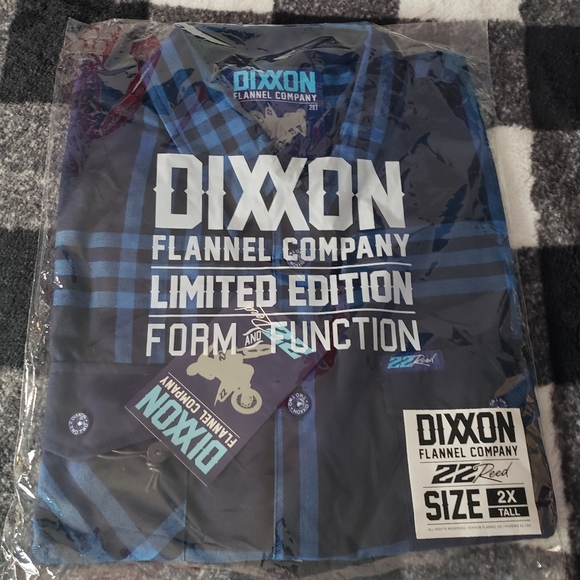 DIXXON
FLANNEL COMPANY
2XT
DIXXON
FLANNEL COMPANY
LIMITED EDITION
FORM AND FUNCTION
22 Reed
DIXXON
FLANNEL COMPANY
DIXXON
FLANNEL COMPANY
22 Reed
SIZE 2X
TALL